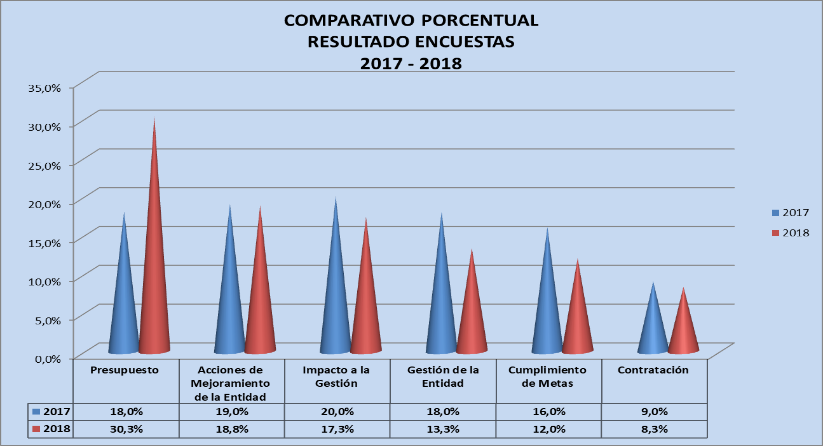 COMPARATIVO PORCENTUAL
RESULTADO ENCUESTAS
2017 - 2018
35,0%
30,0%
25,0%
20,0%
15,0%
10,0%
5,0%
0,0%
2017
2018
Presupuesto Acciones de Mejoramiento de la Entidad Impacto a la Gestión Gestión de la Entidad Cumplimiento de Metas Contratación
2017 18,0% 19,0% 20,0% 18,0% 16,0% 9,0%
2018 30,3% 18,8% 17,3% 13,3% 12,0% 8,3%